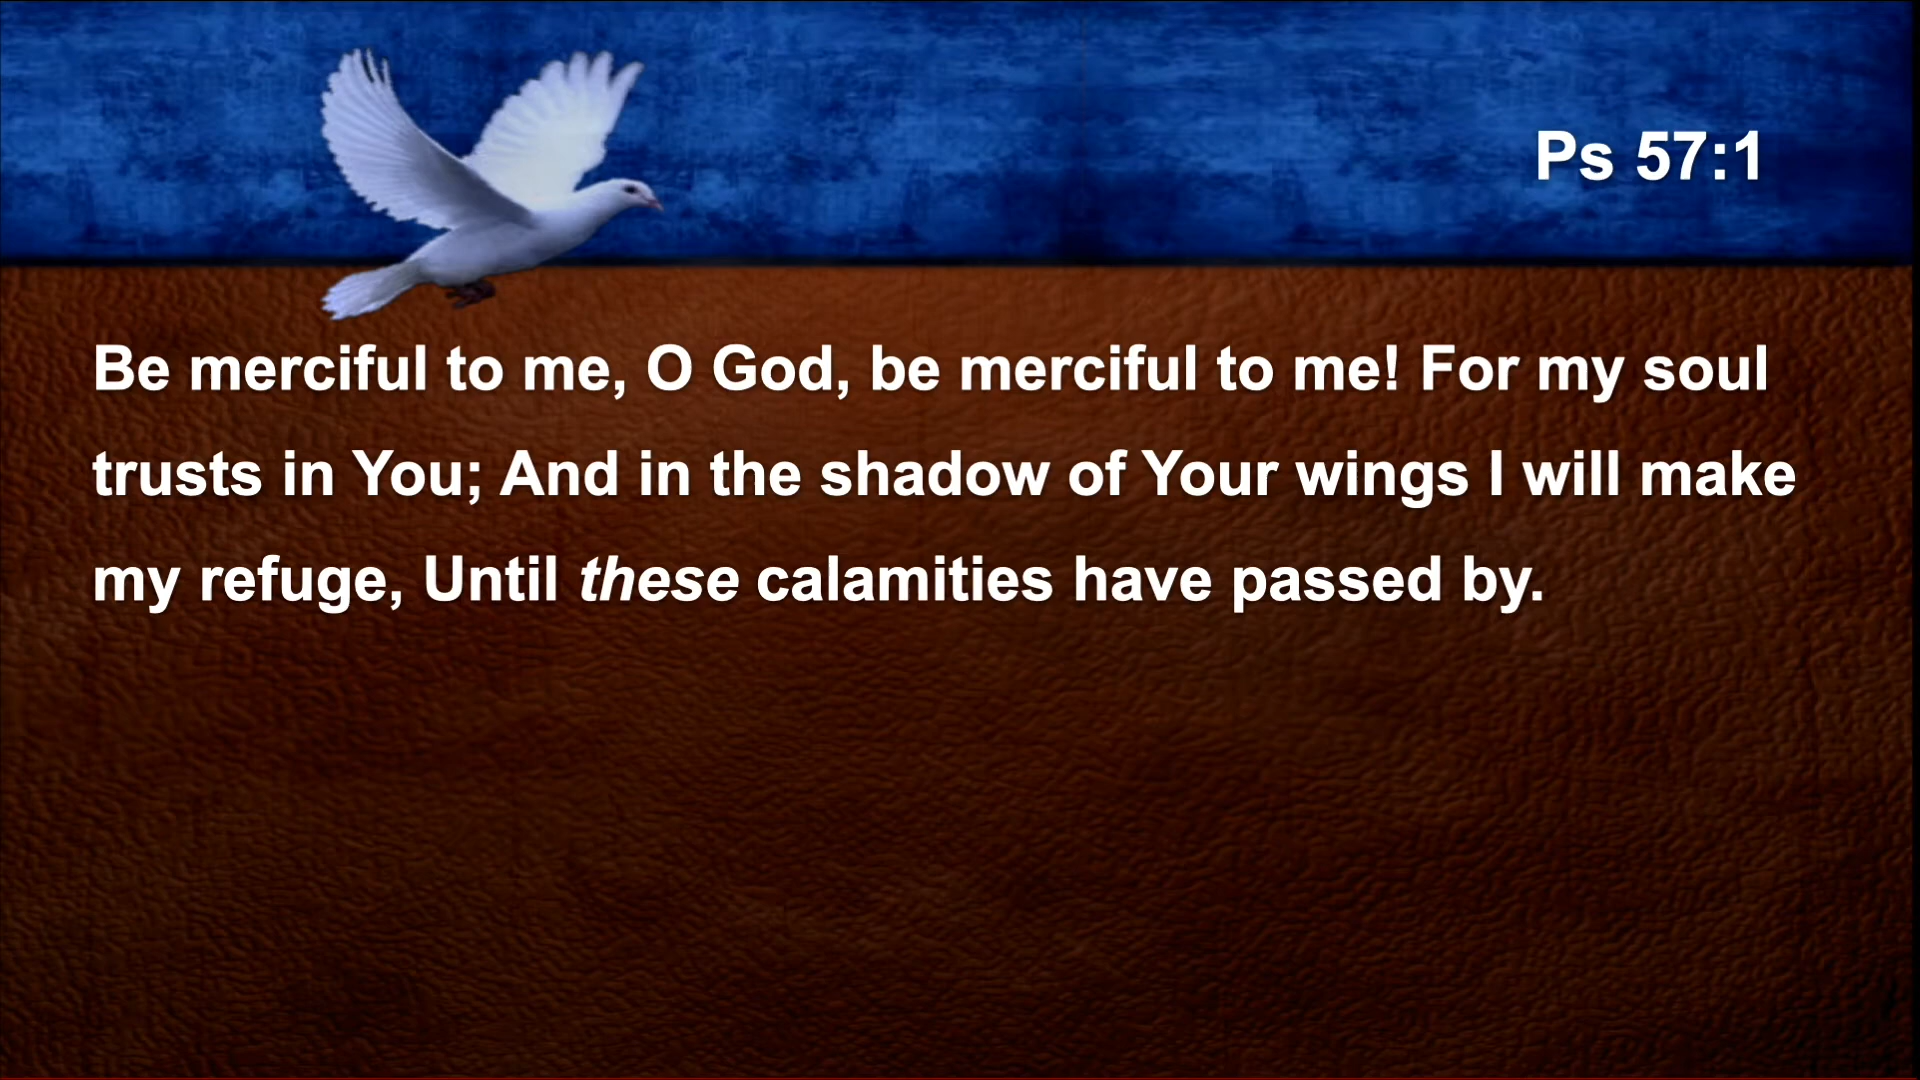 Ps 57:1
Be merciful to me, O God, be merciful to me! For my soul
trusts in You; And in the shadow of Your wings I will make
my refuge, Until these calamities have passed by.